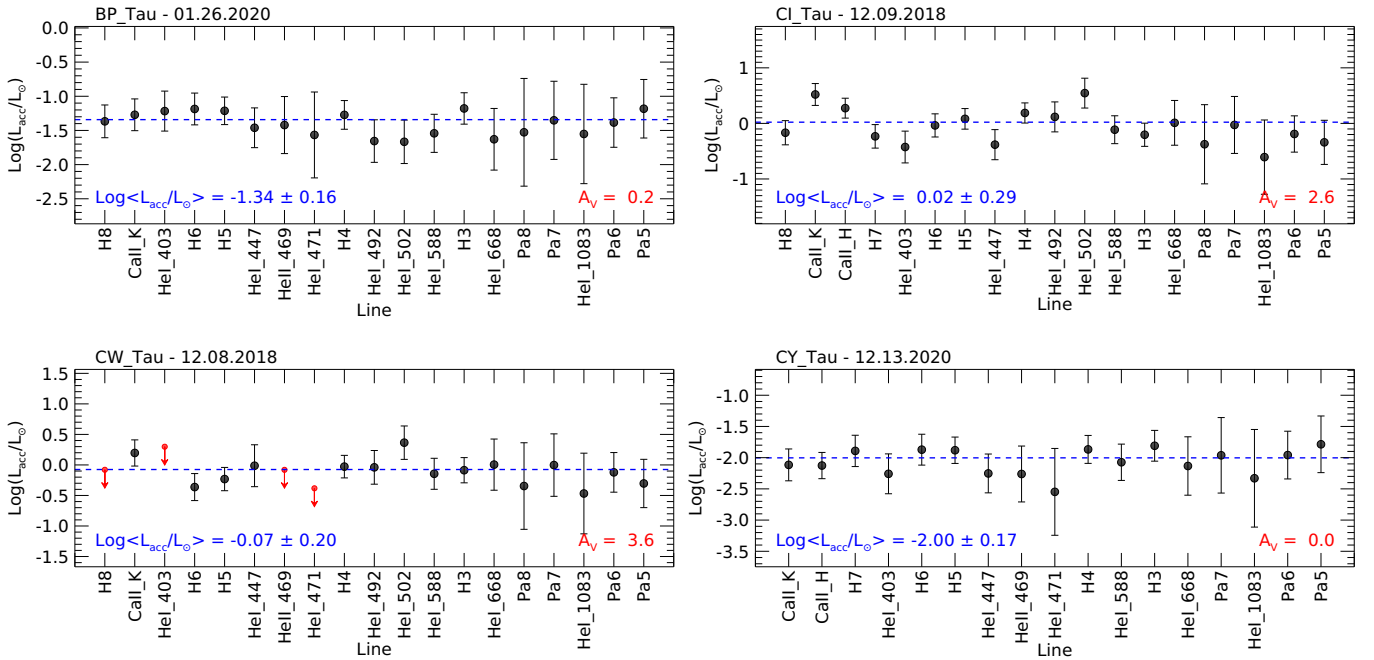 BP_Tau - 01.26.2020
Log(L_acc/L_⊙)
0.0
-0.5
-1.0
-1.5
-2.0
-2.5
Log<L_acc/L_⊙> = -1.34 ± 0.16
A_V = 0.2
H8
CaII_K
HeI_403
H6
H5
HeI_447
HeII_469
HeI_471
H4
HeI_492
HeI_502
HeI_588
H3
HeI_668
Pa8
Pa7
HeI_1083
Pa6
Pa5
Line
CI_Tau - 12.09.2018
Log(L_acc/L_⊙)
1
0
-1
Log<L_acc/L_⊙> = 0.02 ± 0.29
A_V = 2.6
H8
CaII_K
CaII_H
H7
HeI_403
H6
H5
HeI_447
H4
HeI_492
HeI_502
HeI_588
H3
HeI_668
Pa8
Pa7
HeI_1083
Pa6
Pa5
Line
CW_Tau - 12.08.2018
Log(L_acc/L_⊙)
1.5
1.0
0.5
0.0
-0.5
-1.0
-1.5
Log<L_acc/L_⊙> = -0.07 ± 0.20
A_V = 3.6
H8
CaII_K
HeI_403
H6
H5
HeI_447
HeII_469
HeI_471
H4
HeI_492
HeI_502
HeI_588
H3
HeI_668
Pa8
Pa7
HeI_1083
Pa6
Pa5
Line
CY_Tau - 12.13.2020
Log(L_acc/L_⊙)
-1.0
-1.5
-2.0
-2.5
-3.0
-3.5
Log<L_acc/L_⊙> = -2.00 ± 0.17
A_V = 0.0
CaII_K
CaII_H
H7
HeI_403
H6
H5
HeI_447
HeII_469
HeI_471
H4
HeI_588
H3
HeI_668
Pa7
HeI_1083
Pa6
Pa5
Line